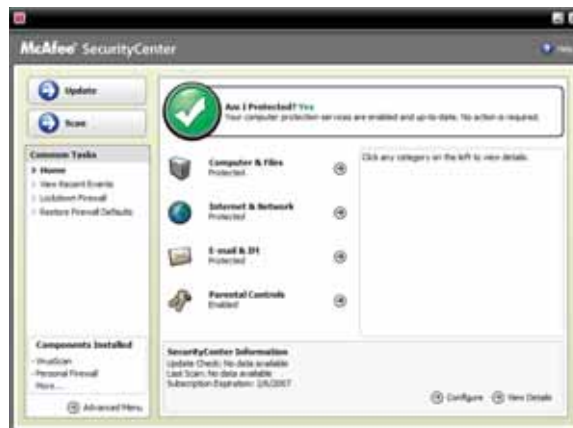 McAfee SecurityCenter
Help
Update
Scan
Common Tasks
Home
View Recent Events
Lockdown Firewall
Restore Firewall Defaults
Components Installed
VirusScan
Personal Firewall
More...
Advanced Menu
Am I Protected? Yes
Your computer protection services are enabled and up-to-date. No action is required.
Computer & Files
Protected
Internet & Network
Protected
E-mail & IM
Protected
Parental Controls
Enabled
Click any category on the left to view details.
SecurityCenter Information
Update Check: No data available
Last Scan: No data available
Subscription Expiration: 2/6/2007
Configure
View Details